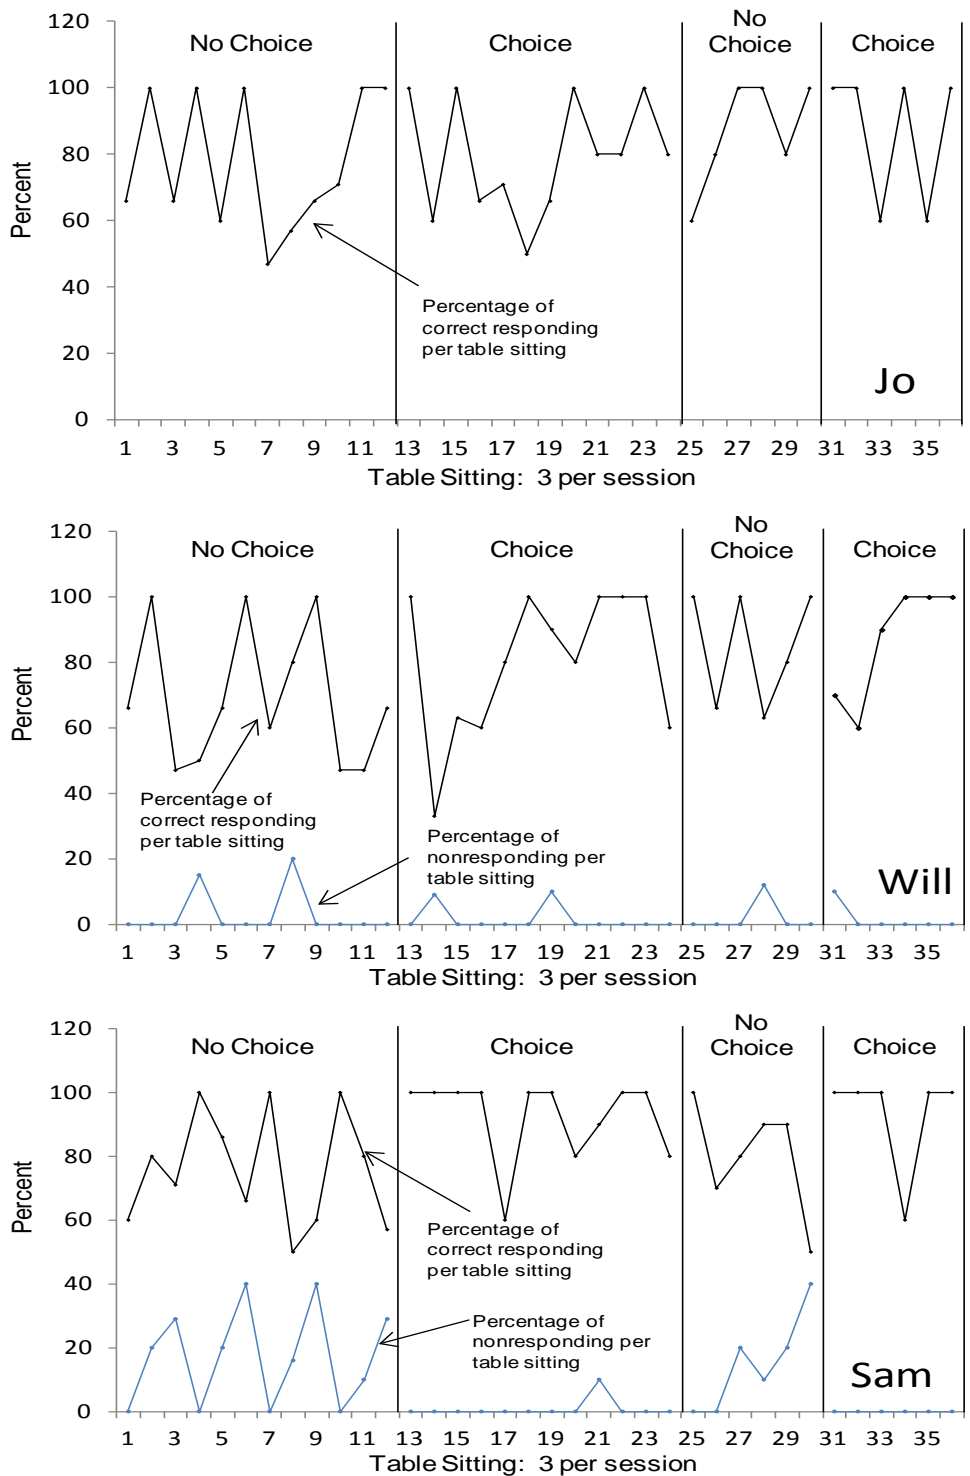 120
100
80
60
40
20
0
Percent
No Choice
Choice
No
Choice
Choice
Percentage of
correct responding
per table sitting
Jo
1 3 5 7 9 11 13 15 17 19 21 23 25 27 29 31 33 35
Table Sitting: 3 per session
120
100
80
60
40
20
0
Percent
No Choice
Choice
No
Choice
Choice
Percentage of
correct responding
per table sitting
Percentage of
nonresponding per
table sitting
Will
1 3 5 7 9 11 13 15 17 19 21 23 25 27 29 31 33 35
Table Sitting: 3 per session
120
100
80
60
40
20
0
Percent
No Choice
Choice
No
Choice
Choice
Percentage of
correct responding
per table sitting
Percentage of
nonresponding per
table sitting
Sam
1 3 5 7 9 11 13 15 17 19 21 23 25 27 29 31 33 35
Table Sitting: 3 per session